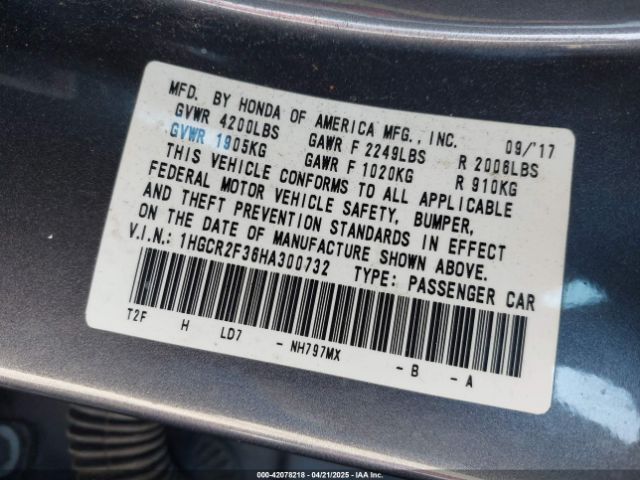 MFD. BY HONDA OF AMERICA MFG., INC. 09/'17
GVWR 4200LBS GAWR F 2249LBS R 2006LBS
GVWR 1905KG GAWR F 1020KG R 910KG
THIS VEHICLE CONFORMS TO ALL APPLICABLE
FEDERAL MOTOR VEHICLE SAFETY, BUMPER,
AND THEFT PREVENTION STANDARDS IN EFFECT
ON THE DATE OF MANUFACTURE SHOWN ABOVE.
V.I.N.: 1HGCR2F36HA300732 TYPE: PASSENGER CAR
T2F H LD7 - NH797MX - B - A
000-42078218 - 04/21/2025 - IAAI.com